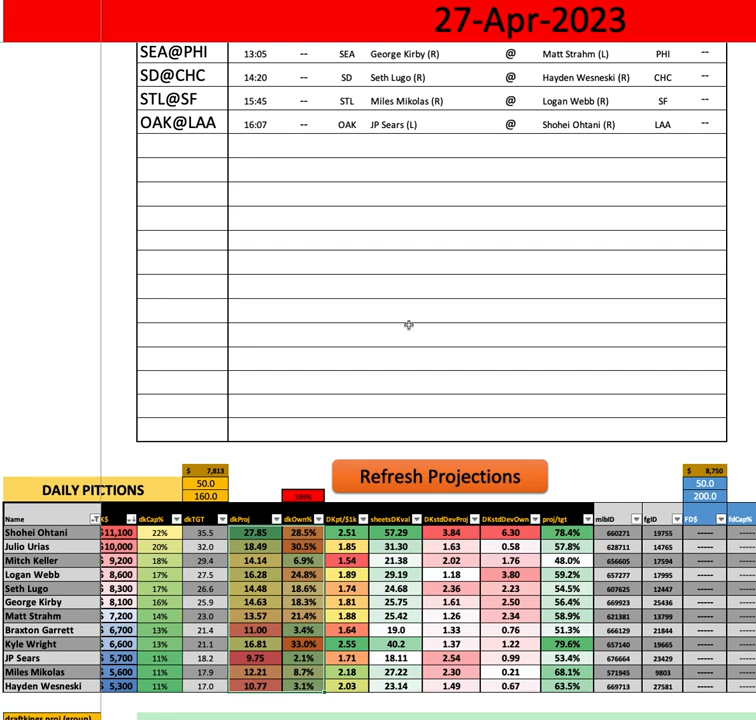 27-Apr-2023
SEA@PHI 13:05 -- SEA George Kirby (R) @ Matt Strahm (L) PHI --
SD@CHC 14:20 -- SD Seth Lugo (R) @ Hayden Wesneski (R) CHC --
STL@SF 15:45 -- STL Miles Mikolas (R) @ Logan Webb (R) SF --
OAK@LAA 16:07 -- OAK JP Sears (L) @ Shohei Ohtani (R) LAA --
Refresh Projections
$ 7,813 $ 8,750
DAILY PITCTIONS 50.0 50.0
160.0 199% 200.0
Name K$ dkCap% dkTGT dkProj dkOwn% DKpt/$1k sheetsDKval DKstdDevProj DKstdDevOwn proj/tgt mlbID fgID FD$ fdCap%
Shohei Ohtani $11,100 22% 35.5 27.85 28.5% 2.51 57.29 3.84 6.30 78.4% 660271 19755 ----- -----
Julio Urias $10,000 20% 32.0 18.49 30.5% 1.85 31.30 1.63 0.58 57.8% 628711 14765 ----- -----
Mitch Keller $ 9,200 18% 29.4 14.14 6.9% 1.54 21.38 2.02 1.76 48.0% 656605 17594 ----- -----
Logan Webb $ 8,600 17% 27.5 16.28 24.8% 1.89 29.19 1.18 3.80 59.2% 657277 17995 ----- -----
Seth Lugo $ 8,300 17% 26.6 14.48 18.6% 1.74 24.68 2.36 2.23 54.5% 607625 12447 ----- -----
George Kirby $ 8,100 16% 25.9 14.63 18.3% 1.81 25.75 1.61 2.50 56.4% 669923 25436 ----- -----
Matt Strahm $ 7,200 14% 23.0 13.57 21.4% 1.88 25.42 1.26 2.34 58.9% 621381 13799 ----- -----
Braxton Garrett $ 6,700 13% 21.4 11.00 3.4% 1.64 19.0 1.33 0.76 51.3% 666129 21844 ----- -----
Kyle Wright $ 6,600 13% 21.1 16.81 33.0% 2.55 40.2 1.37 1.22 79.6% 657140 19665 ----- -----
JP Sears $ 5,700 11% 18.2 9.75 2.1% 1.71 18.11 2.54 0.99 53.4% 676664 23429 ----- -----
Miles Mikolas $ 5,600 11% 17.9 12.21 8.7% 2.18 27.22 2.30 0.21 68.1% 571945 9803 ----- -----
Hayden Wesneski $ 5,300 11% 17.0 10.77 3.1% 2.03 23.14 1.49 0.67 63.5% 669713 27581 ----- -----
draftkings proj (group)